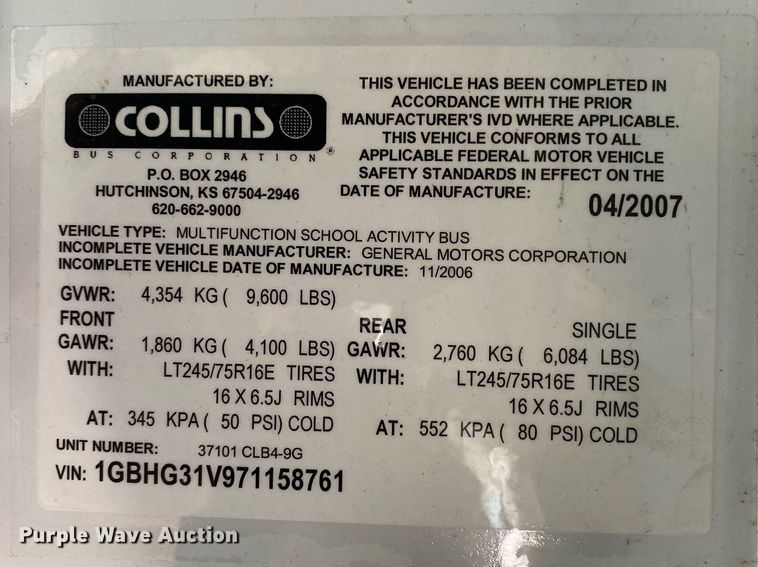 MANUFACTURED BY:
COLLINS
BUS CORPORATION ®
P.O. BOX 2946
HUTCHINSON, KS 67504-2946
620-662-9000
THIS VEHICLE HAS BEEN COMPLETED IN
ACCORDANCE WITH THE PRIOR
MANUFACTURER'S IVD WHERE APPLICABLE.
THIS VEHICLE CONFORMS TO ALL
APPLICABLE FEDERAL MOTOR VEHICLE
SAFETY STANDARDS IN EFFECT ON THE
DATE OF MANUFACTURE: 04/2007
VEHICLE TYPE: MULTIFUNCTION SCHOOL ACTIVITY BUS
INCOMPLETE VEHICLE MANUFACTURER: GENERAL MOTORS CORPORATION
INCOMPLETE VEHICLE DATE OF MANUFACTURE: 11/2006
GVWR: 4,354 KG ( 9,600 LBS)
FRONT
GAWR: 1,860 KG ( 4,100 LBS)
WITH: LT245/75R16E TIRES
16 X 6.5J RIMS
AT: 345 KPA ( 50 PSI) COLD
REAR SINGLE
GAWR: 2,760 KG ( 6,084 LBS)
WITH: LT245/75R16E TIRES
16 X 6.5J RIMS
AT: 552 KPA ( 80 PSI) COLD
UNIT NUMBER: 37101 CLB4-9G
VIN: 1GBHG31V971158761
Purple Wave Auction